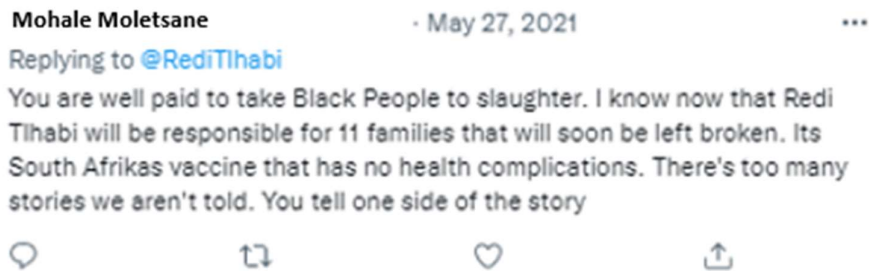 Mohale Moletsane · May 27, 2021 ...
Replying to @RediTlhabi
You are well paid to take Black People to slaughter. I know now that Redi
Tlhabi will be responsible for 11 families that will soon be left broken. Its
South Afrikas vaccine that has no health complications. There's too many
stories we aren't told. You tell one side of the story